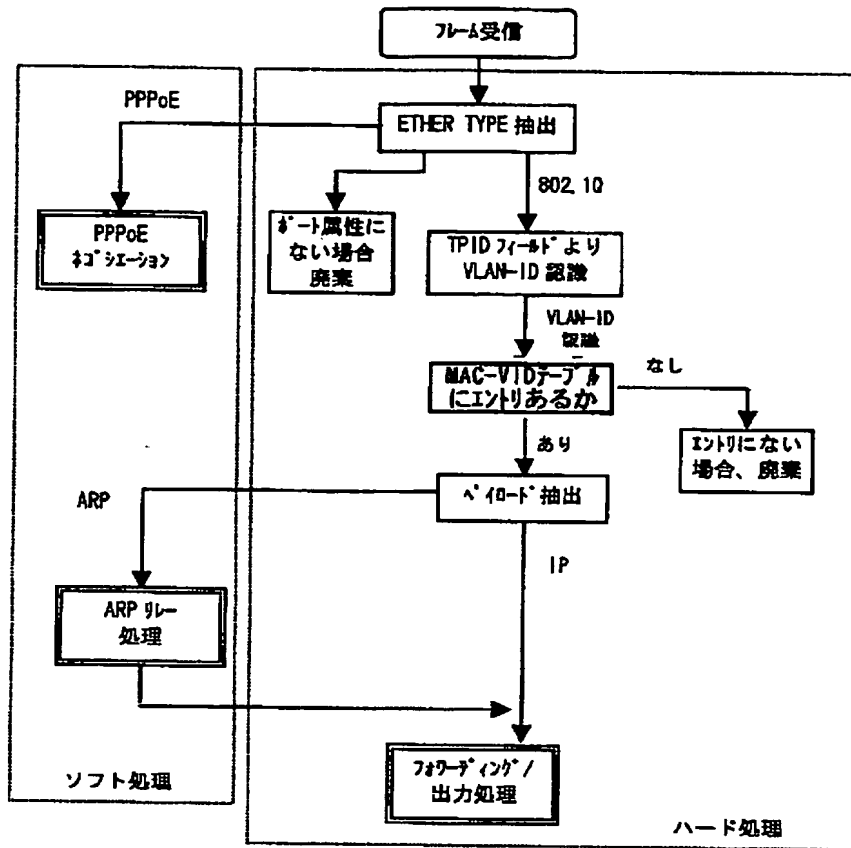 フレーム受信
PPPoE
ETHER TYPE 抽出
802.1Q
PPPoE
ネゴシエーション
ポート属性に
ない場合
廃棄
TPID フィールドより
VLAN-ID 認識
VLAN-ID
認識
MAC-VIDテーブル
にエントリあるか
なし
あり
エントリにない
場合、廃棄
ARP
ペイロード抽出
IP
ARP リレー
処理
フォワーディング/
出力処理
ソフト処理
ハード処理